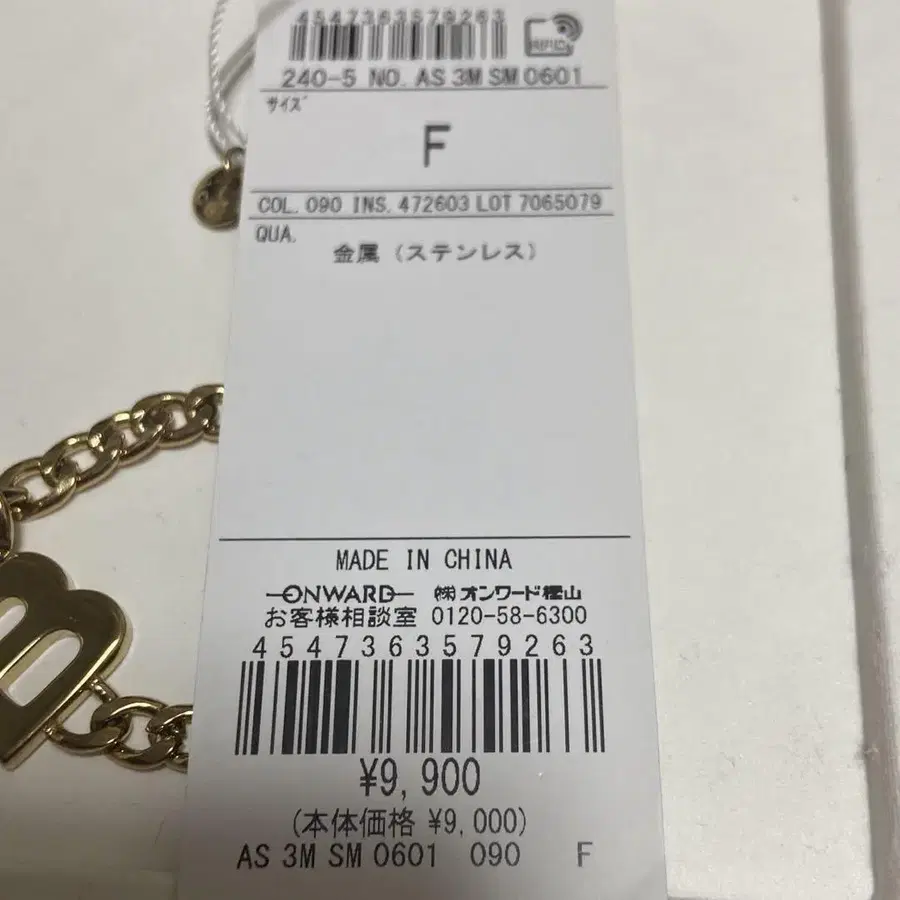 4547363579263
RFID
240-5 NO. AS 3M SM 0601
サイズ
F
COL. 090 INS. 472603 LOT 7065079
QUA.
金属（ステンレス）
MADE IN CHINA
ONWARD ㈱オンワード樫山
お客様相談室 0120-58-6300
4547363579263
¥9,900
(本体価格 ¥9,000)
AS 3M SM 0601 090 F
B